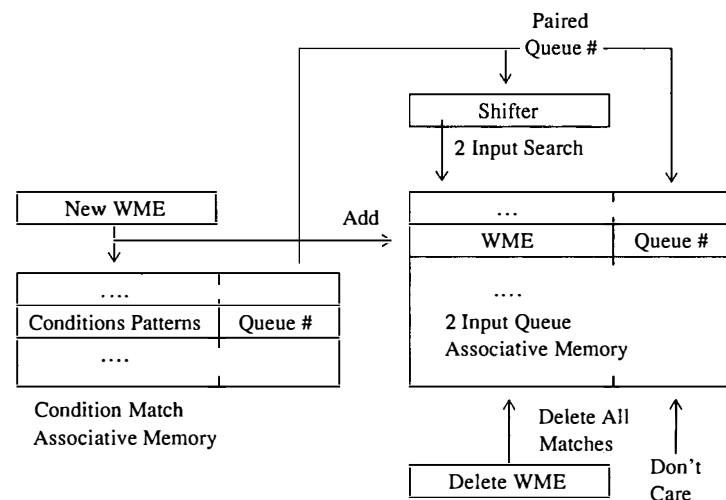 Paired
Queue #
Shifter
2 Input Search
New WME
Add
...
WME
Queue #
....
Conditions Patterns
Queue #
....
....
2 Input Queue
Associative Memory
Condition Match
Associative Memory
Delete All
Matches
Delete WME
Don't
Care